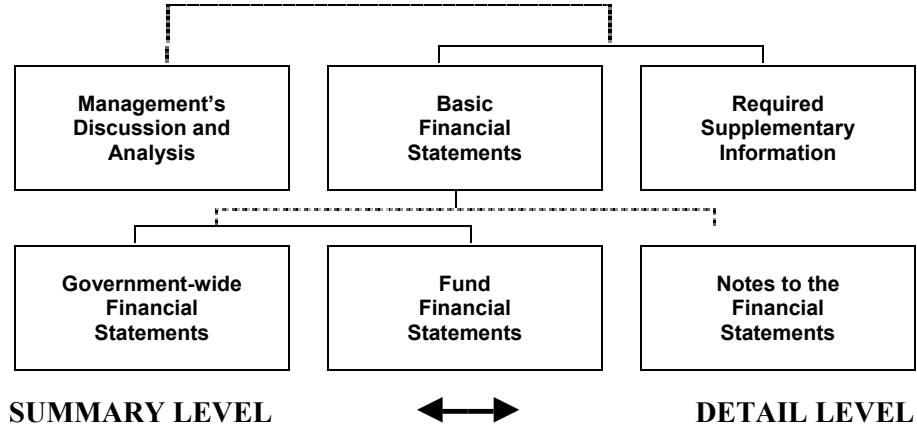 Management’s
Discussion and
Analysis
Basic
Financial
Statements
Required
Supplementary
Information
Government-wide
Financial
Statements
Fund
Financial
Statements
Notes to the
Financial
Statements
SUMMARY LEVEL
DETAIL LEVEL